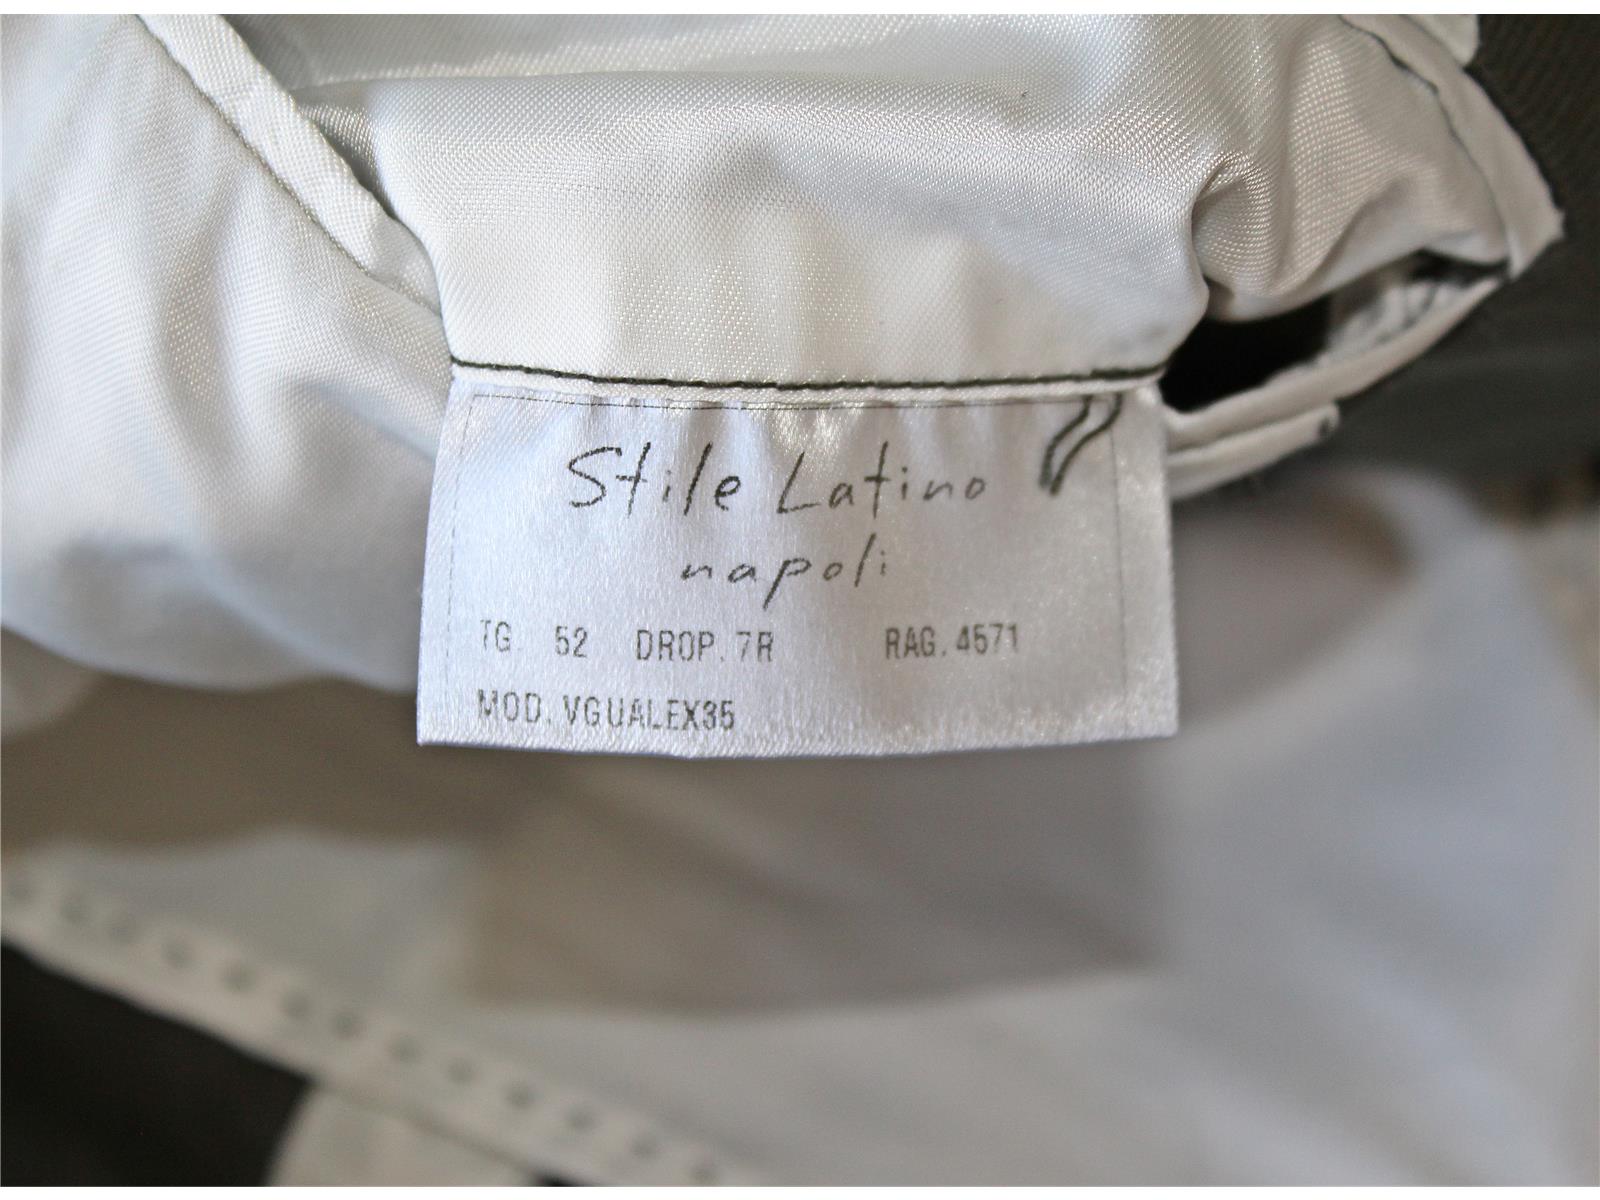 Stile Latino
napoli
TG. 52 DROP. 7R RAG. 4571
MOD. VGUALEX35